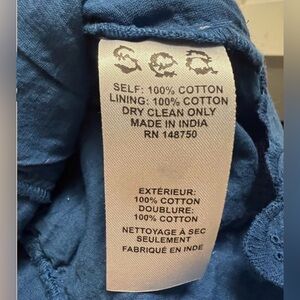 sea
SELF: 100% COTTON
LINING: 100% COTTON
DRY CLEAN ONLY
MADE IN INDIA
RN 148750
EXTÉRIEUR:
100% COTTON
DOUBLURE:
100% COTTON
NETTOYAGE À SEC
SEULEMENT
FABRIQUÉ EN INDE